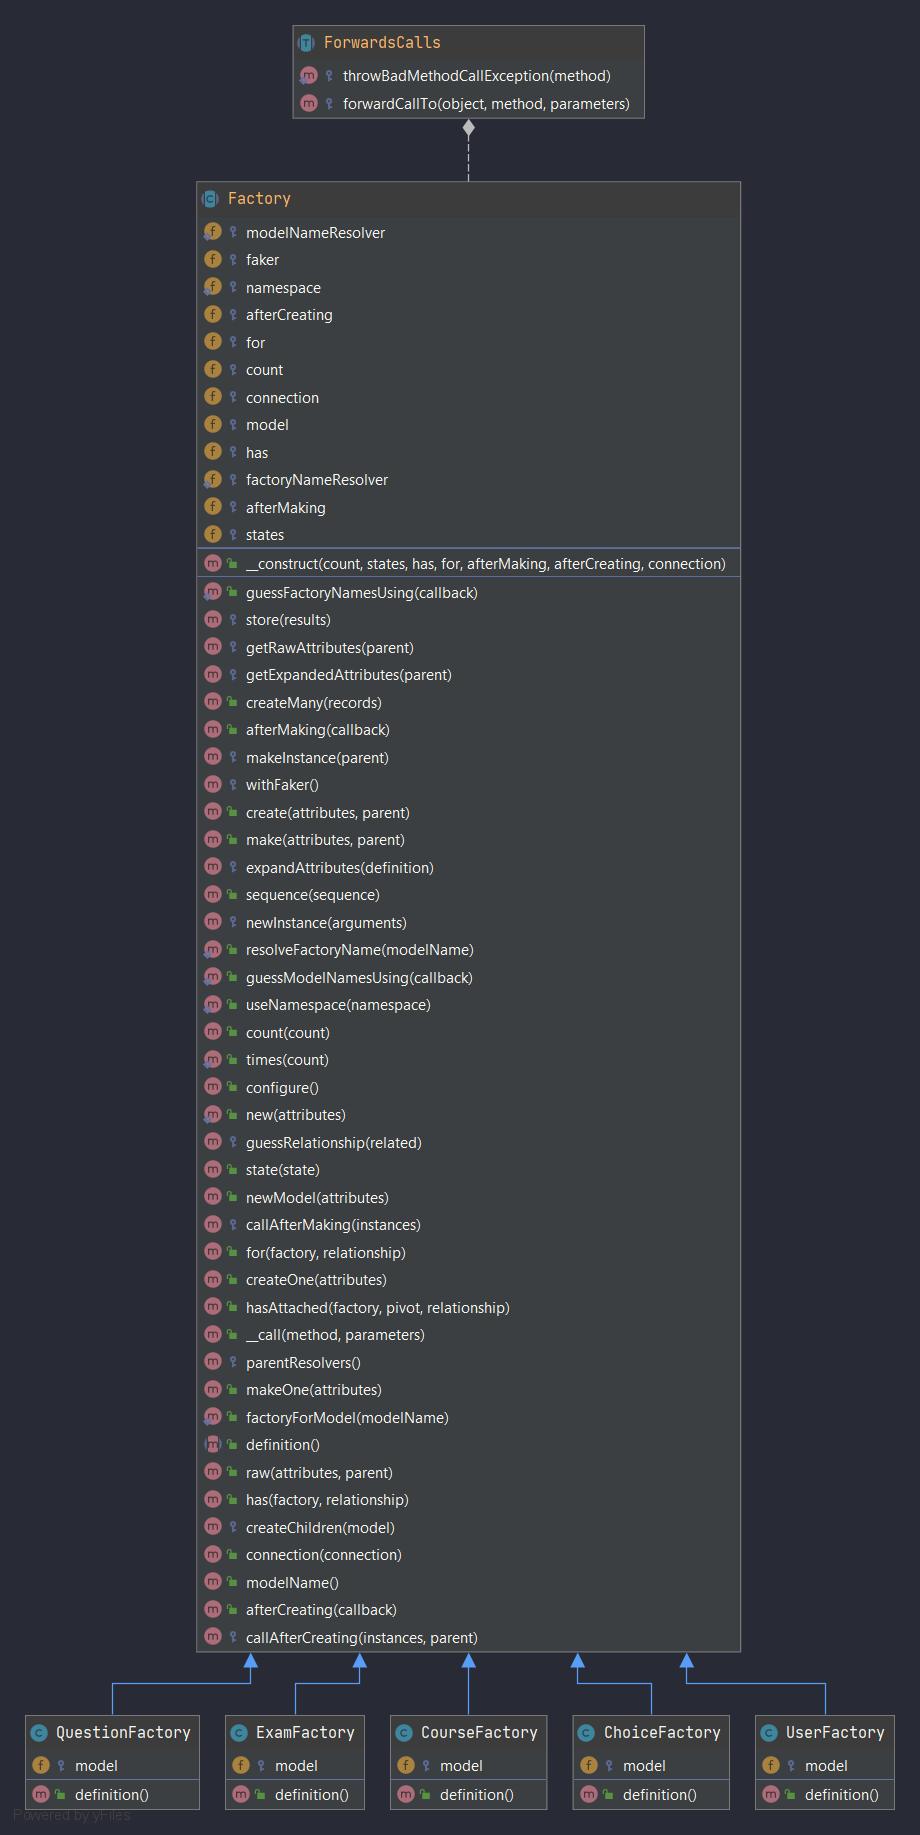 ForwardsCalls
throwBadMethodCallException(method)
forwardCallTo(object, method, parameters)
Factory
modelNameResolver
faker
namespace
afterCreating
for
count
connection
model
has
factoryNameResolver
afterMaking
states
__construct(count, states, has, for, afterMaking, afterCreating, connection)
guessFactoryNamesUsing(callback)
store(results)
getRawAttributes(parent)
getExpandedAttributes(parent)
createMany(records)
afterMaking(callback)
makeInstance(parent)
withFaker()
create(attributes, parent)
make(attributes, parent)
expandAttributes(definition)
sequence(sequence)
newInstance(arguments)
resolveFactoryName(modelName)
guessModelNamesUsing(callback)
useNamespace(namespace)
count(count)
times(count)
configure()
new(attributes)
guessRelationship(related)
state(state)
newModel(attributes)
callAfterMaking(instances)
for(factory, relationship)
createOne(attributes)
hasAttached(factory, pivot, relationship)
__call(method, parameters)
parentResolvers()
makeOne(attributes)
factoryForModel(modelName)
definition()
raw(attributes, parent)
has(factory, relationship)
createChildren(model)
connection(connection)
modelName()
afterCreating(callback)
callAfterCreating(instances, parent)
QuestionFactory
model
definition()
ExamFactory
model
definition()
CourseFactory
model
definition()
ChoiceFactory
model
definition()
UserFactory
model
definition()
Powered by yFiles